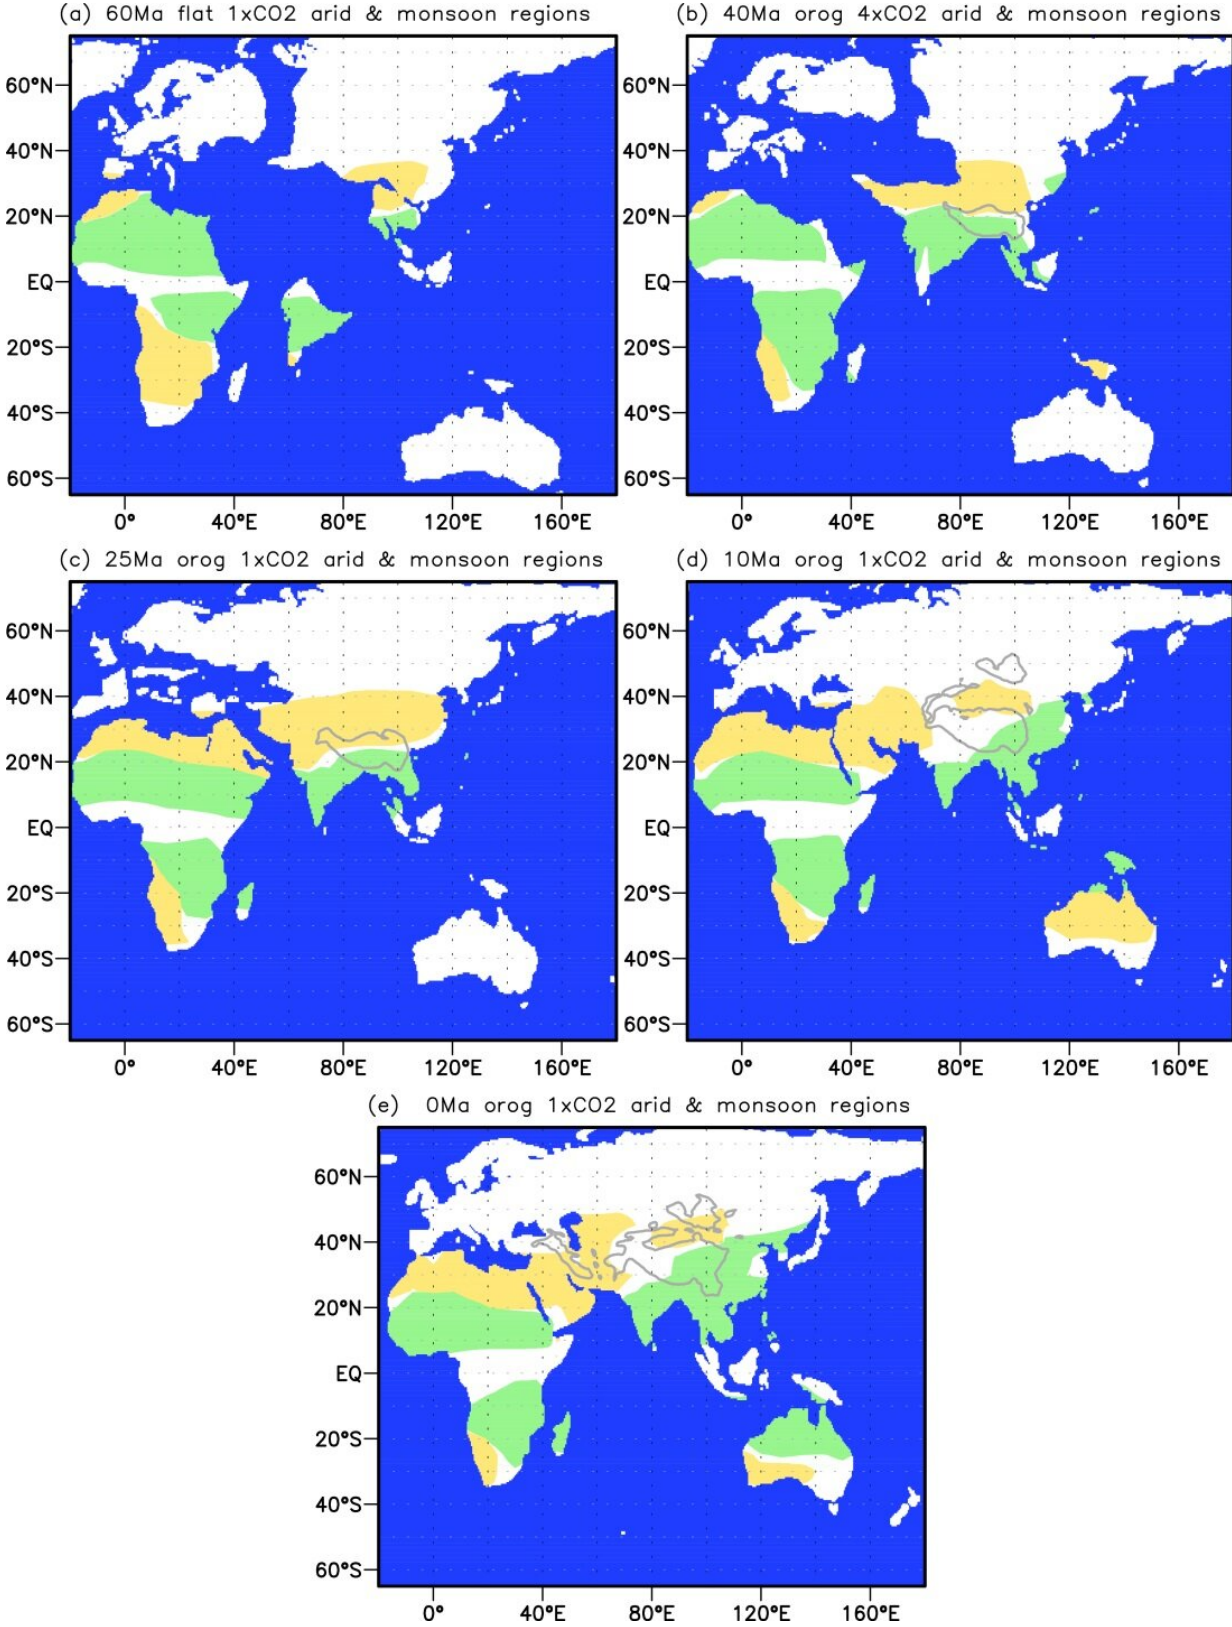 (a) 60Ma flat 1xCO2 arid & monsoon regions
60°N
40°N
20°N
EQ
20°S
40°S
60°S
0° 40°E 80°E 120°E 160°E
(b) 40Ma orog 4xCO2 arid & monsoon regions
60°N
40°N
20°N
EQ
20°S
40°S
60°S
0° 40°E 80°E 120°E 160°E
(c) 25Ma orog 1xCO2 arid & monsoon regions
60°N
40°N
20°N
EQ
20°S
40°S
60°S
0° 40°E 80°E 120°E 160°E
(d) 10Ma orog 1xCO2 arid & monsoon regions
60°N
40°N
20°N
EQ
20°S
40°S
60°S
0° 40°E 80°E 120°E 160°E
(e) 0Ma orog 1xCO2 arid & monsoon regions
60°N
40°N
20°N
EQ
20°S
40°S
60°S
0° 40°E 80°E 120°E 160°E